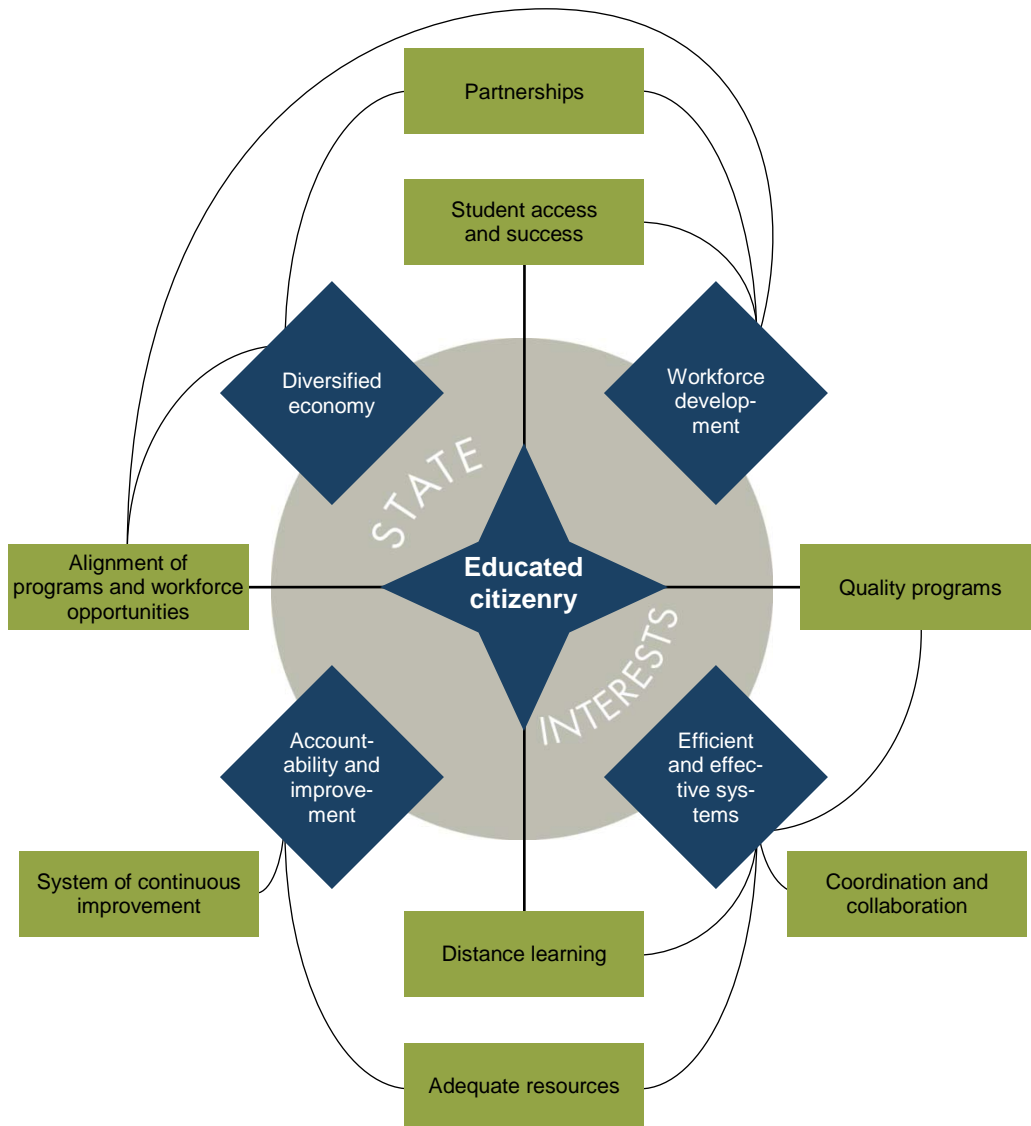 Partnerships
Student access
and success
Diversified
economy
Workforce
develop-
ment
STATE
Alignment of
programs and workforce
opportunities
Educated
citizenry
Quality programs
INTERESTS
Account-
ability and
improve-
ment
Efficient
and effec-
tive sys-
tems
System of continuous
improvement
Coordination and
collaboration
Distance learning
Adequate resources